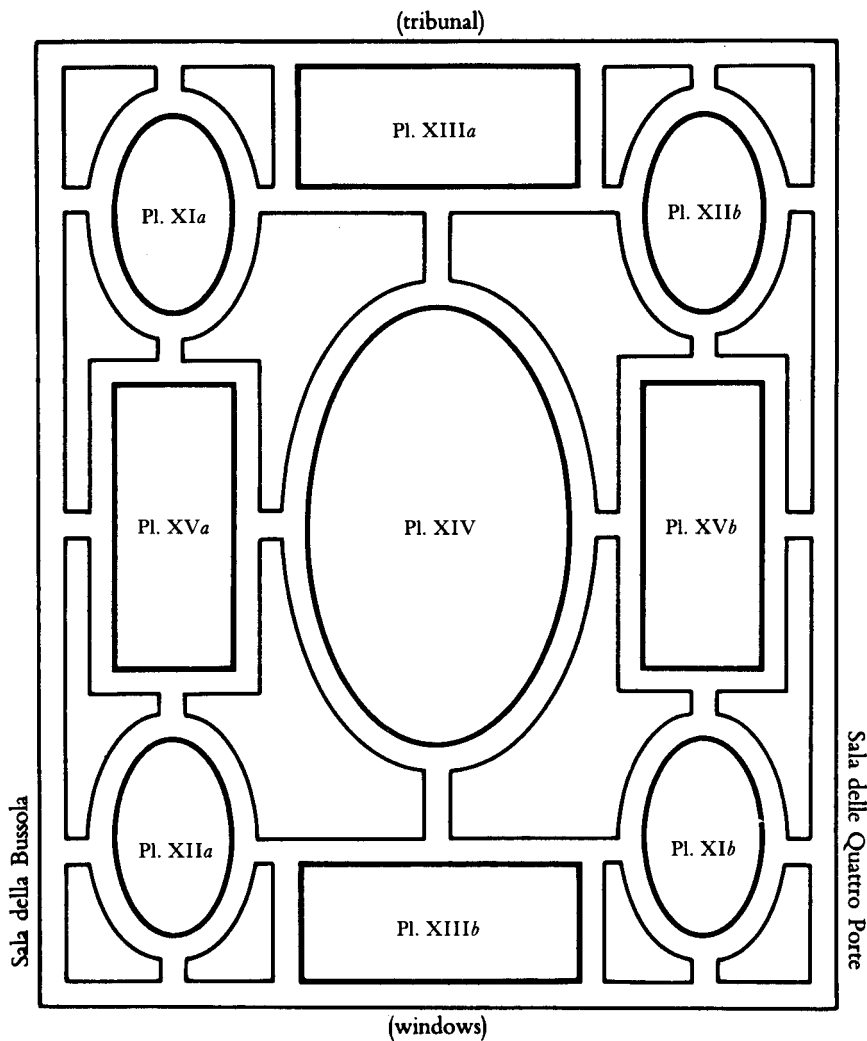 (tribunal)
Pl. XIIIa
Pl. XIa
Pl. XIIb
Pl. XVa
Pl. XIV
Pl. XVb
Sala della Bussola
Pl. XIIa
Pl. XIb
Sala delle Quattro Porte
Pl. XIIIb
(windows)